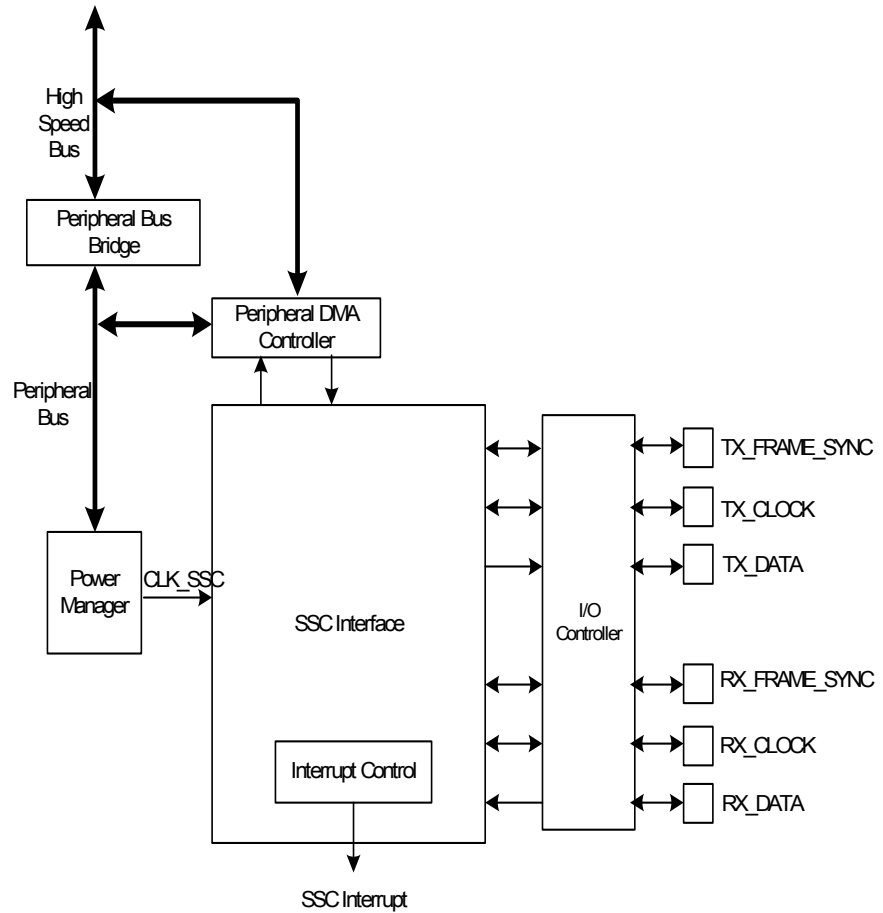 High
Speed
Bus
Peripheral Bus
Bridge
Peripheral DMA
Controller
Peripheral
Bus
Power
Manager
CLK_SSC
SSC Interface
Interrupt Control
SSC Interrupt
I/O
Controller
TX_FRAME_SYNC
TX_CLOCK
TX_DATA
RX_FRAME_SYNC
RX_CLOCK
RX_DATA